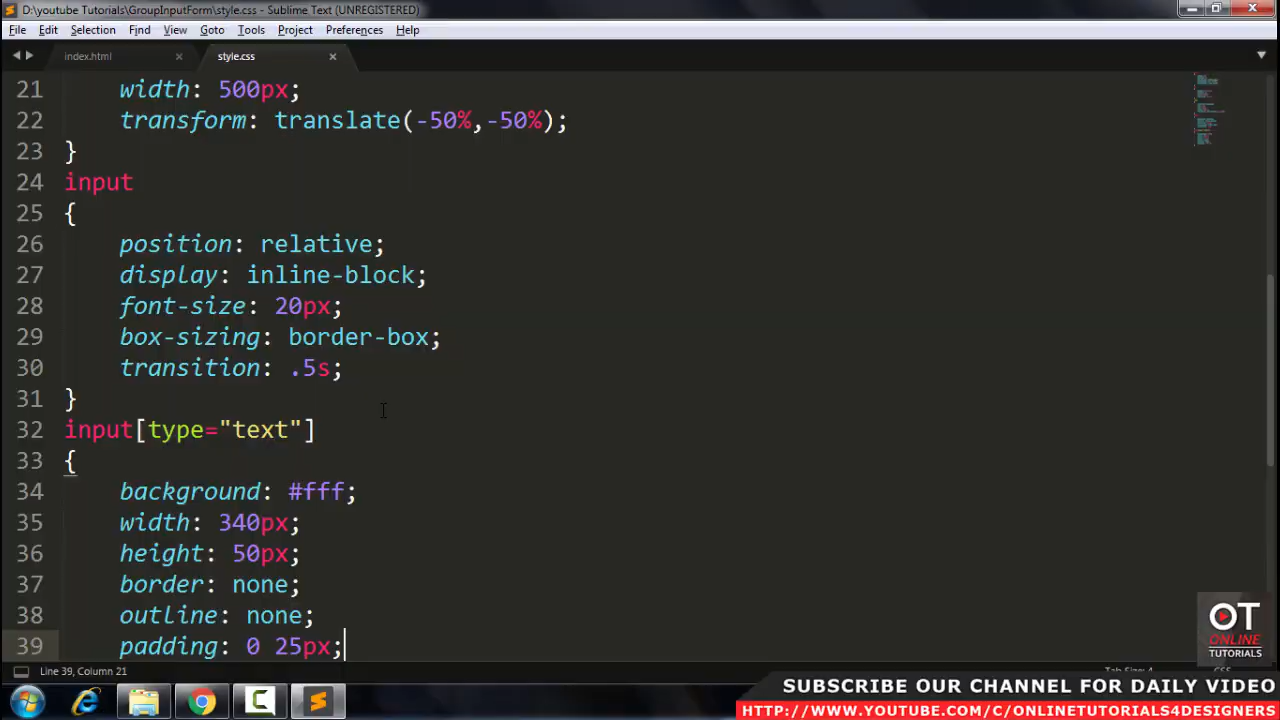 D:\youtube Tutorials\GroupInputForm\style.css - Sublime Text (UNREGISTERED)
File Edit Selection Find View Goto Tools Project Preferences Help
index.html style.css
21 width: 500px;
22 transform: translate(-50%,-50%);
23 }
24 input
25 {
26 position: relative;
27 display: inline-block;
28 font-size: 20px;
29 box-sizing: border-box;
30 transition: .5s;
31 }
32 input[type="text"]
33 {
34 background: #fff;
35 width: 340px;
36 height: 50px;
37 border: none;
38 outline: none;
39 padding: 0 25px;
OT
ONLINE
TUTORIALS
Line 39, Column 21
SUBSCRIBE OUR CHANNEL FOR DAILY VIDEO
HTTP://WWW.YOUTUBE.COM/C/ONLINETUTORIALS4DESIGNERS